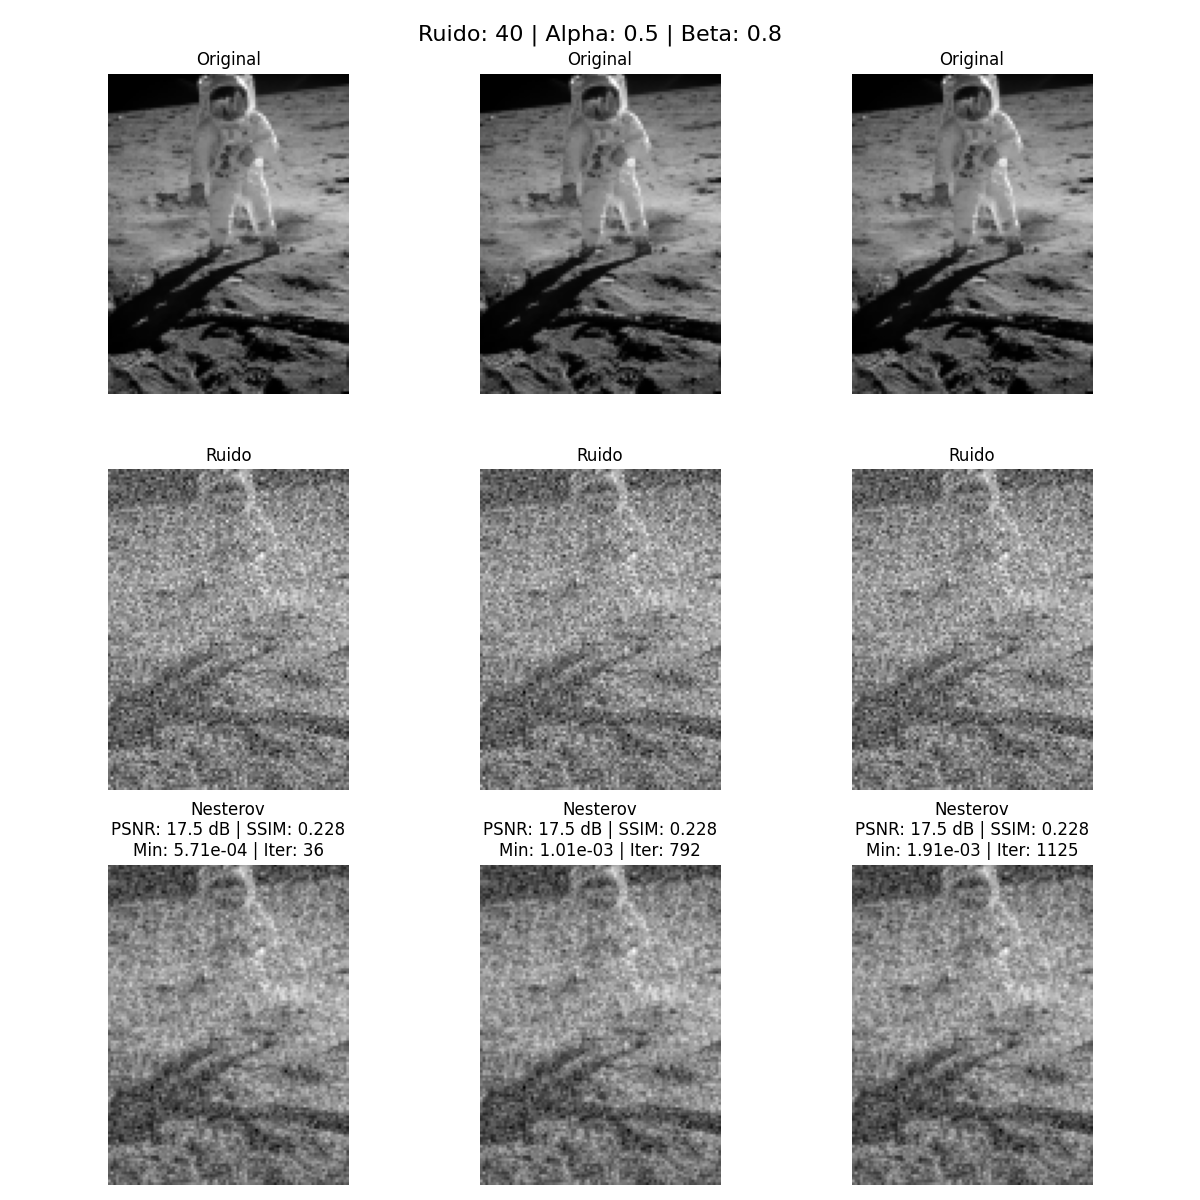 Ruido: 40 | Alpha: 0.5 | Beta: 0.8
Original
Original
Original
Ruido
Ruido
Ruido
Nesterov
PSNR: 17.5 dB | SSIM: 0.228
Min: 5.71e-04 | Iter: 36
Nesterov
PSNR: 17.5 dB | SSIM: 0.228
Min: 1.01e-03 | Iter: 792
Nesterov
PSNR: 17.5 dB | SSIM: 0.228
Min: 1.91e-03 | Iter: 1125